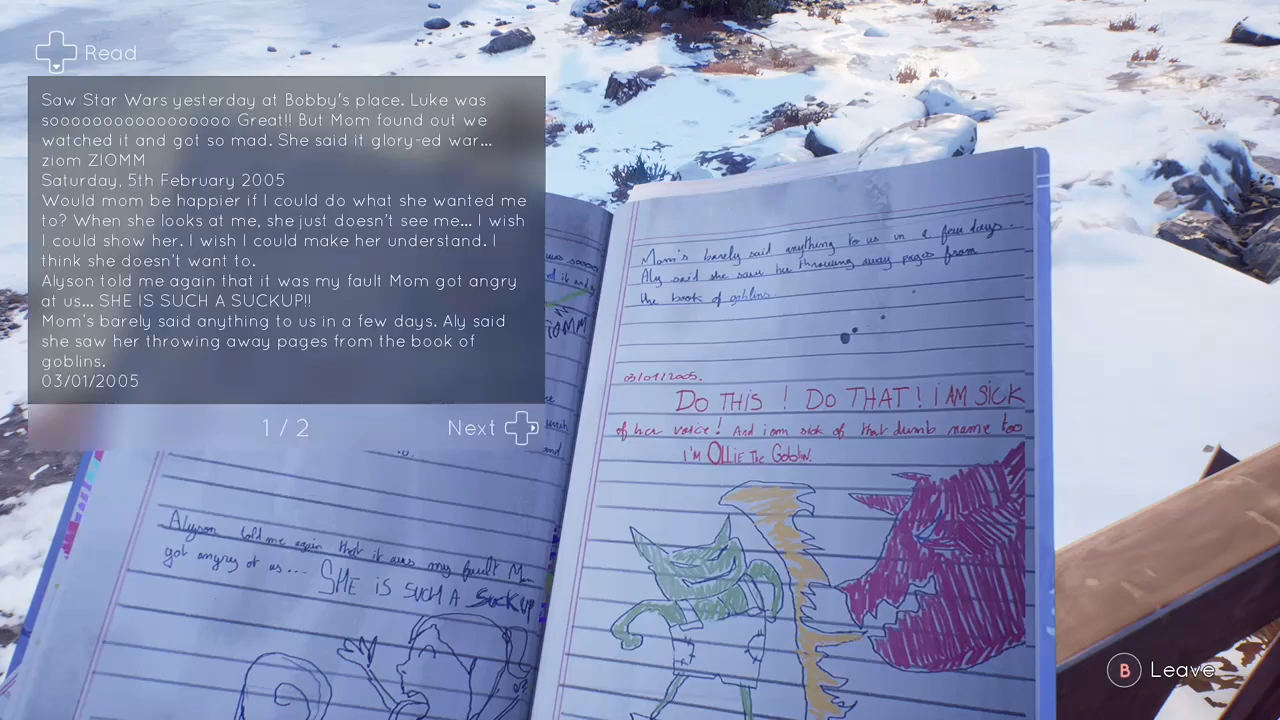 Read
Saw Star Wars yesterday at Bobby's place. Luke was
soooooooooooooooo Great!! But Mom found out we
watched it and got so mad. She said it glory-ed war...
ziom ZIOMM
Saturday, 5th February 2005
Would mom be happier if I could do what she wanted me
to? When she looks at me, she just doesn't see me... I wish
I could show her. I wish I could make her understand. I
think she doesn't want to.
Alyson told me again that it was my fault Mom got angry
at us... SHE IS SUCH A SUCKUP!!
Mom's barely said anything to us in a few days. Aly said
she saw her throwing away pages from the book of
goblins.
03/01/2005
1 / 2
Next
Alyson told me again that it was my fault Mom
got angry at us... SHE IS SUCH A SUCKUP
Mom's barely said anything to us in a few days.
Aly said she saw her throwing away pages from
the book of goblins.
03/01/2005.
DO THIS! DO THAT! I AM SICK
of her voice! And i am sick of that dumb name too
I'M OLLIE The Goblin.
B Leave